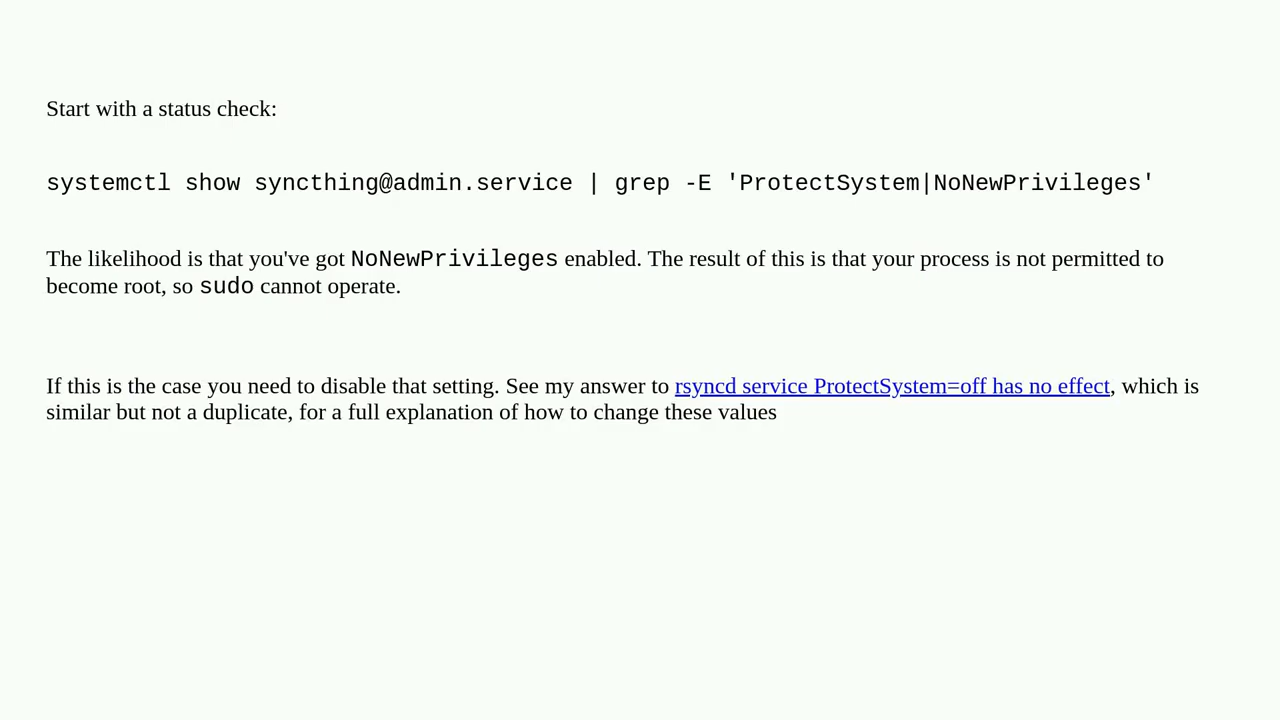 Start with a status check:
systemctl show syncthing@admin.service | grep -E 'ProtectSystem|NoNewPrivileges'
The likelihood is that you've got NoNewPrivileges enabled. The result of this is that your process is not permitted to
become root, so sudo cannot operate.
If this is the case you need to disable that setting. See my answer to rsyncd service ProtectSystem=off has no effect, which is
similar but not a duplicate, for a full explanation of how to change these values